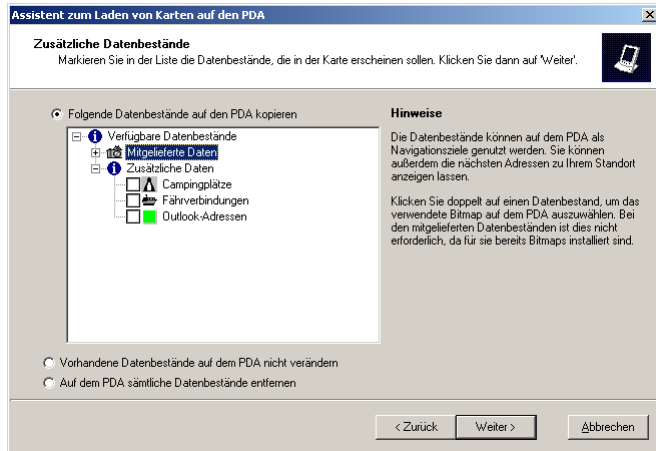 Assistent zum Laden von Karten auf den PDA
Zusätzliche Datenbestände
Markieren Sie in der Liste die Datenbestände, die in der Karte erscheinen sollen. Klicken Sie dann auf 'Weiter'.
Folgende Datenbestände auf den PDA kopieren
Verfügbare Datenbestände
Mitgelieferte Daten
Zusätzliche Daten
Campingplätze
Fährverbindungen
Outlook-Adressen
Hinweise
Die Datenbestände können auf dem PDA als
Navigationsziele genutzt werden. Sie können
außerdem die nächsten Adressen zu Ihrem Standort
anzeigen lassen.
Klicken Sie doppelt auf einen Datenbestand, um das
verwendete Bitmap auf dem PDA auszuwählen. Bei
den mitgelieferten Datenbeständen ist dies nicht
erforderlich, da für sie bereits Bitmaps installiert sind.
Vorhandene Datenbestände auf dem PDA nicht verändern
Auf dem PDA sämtliche Datenbestände entfernen
< Zurück
Weiter >
Abbrechen